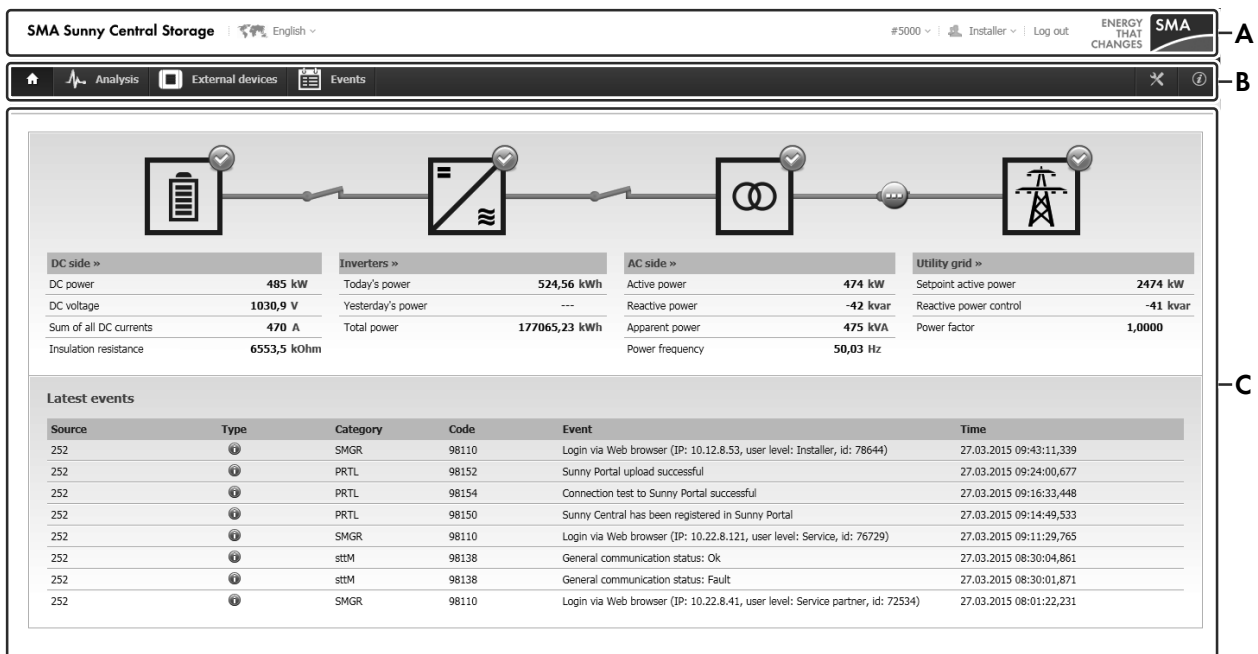 SMA Sunny Central Storage English #5000 Installer Log out
ENERGY
THAT
CHANGES
SMA
A
Analysis External devices Events
B
DC side » Inverters » AC side » Utility grid »
DC power 485 kW Today's power 524,56 kWh Active power 474 kW Setpoint active power 2474 kW
DC voltage 1030,9 V Yesterday's power --- Reactive power -42 kvar Reactive power control -41 kvar
Sum of all DC currents 470 A Total power 177065,23 kWh Apparent power 475 kVA Power factor 1,0000
Insulation resistance 6553,5 kOhm Power frequency 50,03 Hz
C
Latest events
Source Type Category Code Event Time
252 SMGR 98110 Login via Web browser (IP: 10.12.8.53, user level: Installer, id: 78644) 27.03.2015 09:43:11,339
252 PRTL 98152 Sunny Portal upload successful 27.03.2015 09:24:00,677
252 PRTL 98154 Connection test to Sunny Portal successful 27.03.2015 09:16:33,448
252 PRTL 98150 Sunny Central has been registered in Sunny Portal 27.03.2015 09:14:49,533
252 SMGR 98110 Login via Web browser (IP: 10.22.8.121, user level: Service, id: 76729) 27.03.2015 09:11:29,765
252 sttM 98138 General communication status: Ok 27.03.2015 08:30:04,861
252 sttM 98138 General communication status: Fault 27.03.2015 08:30:01,871
252 SMGR 98110 Login via Web browser (IP: 10.22.8.41, user level: Service partner, id: 72534) 27.03.2015 08:01:22,231